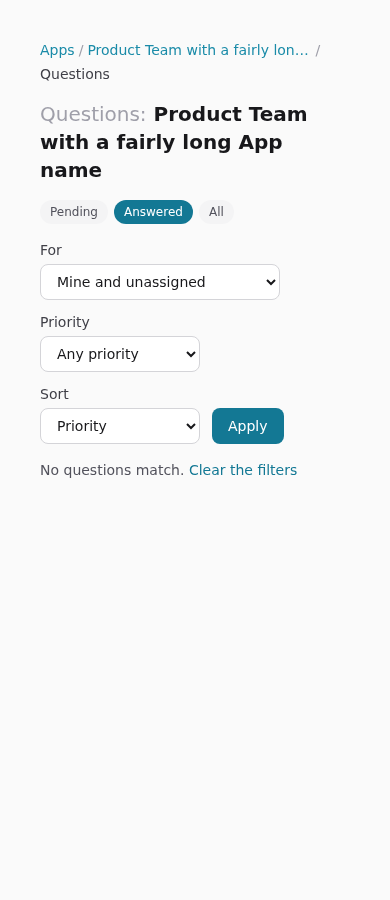 Apps / Product Team with a fairly lon… /
Questions
Questions: Product Team
with a fairly long App
name
Pending Answered All
For
Mine and unassigned
Priority
Any priority
Sort
Priority Apply
No questions match. Clear the filters